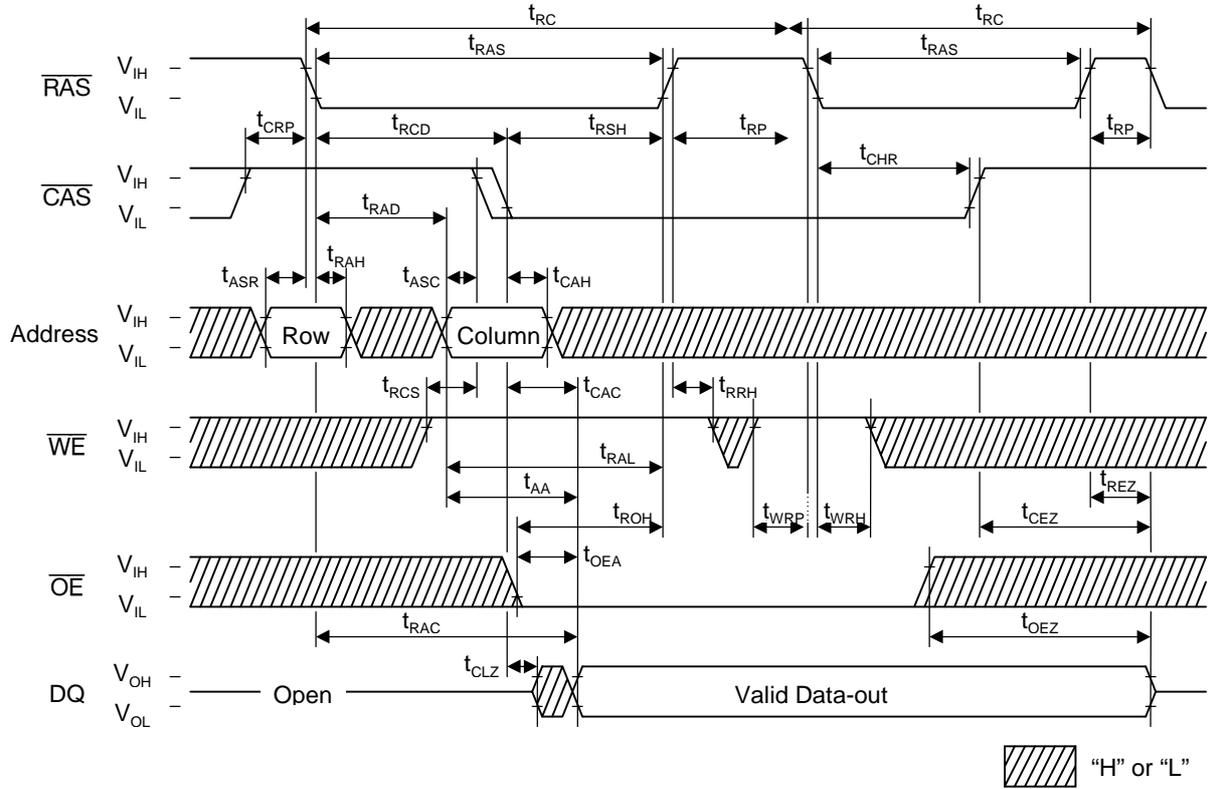 tRC tRC
tRAS tRAS
RAS VIH
VIL
tCRP tRCD tRSH tRP tRP
tCHR
CAS VIH
VIL
tRAD
tRAH
tASR tASC tCAH
Address VIH
VIL
Row Column
tRCS tCAC tRRH
WE VIH
VIL
tRAL
tAA tREZ
tROH tWRP tWRH tCEZ
tOEA
OE VIH
VIL
tRAC tOEZ
tCLZ
DQ VOH
VOL
Open Valid Data-out
“H” or “L”